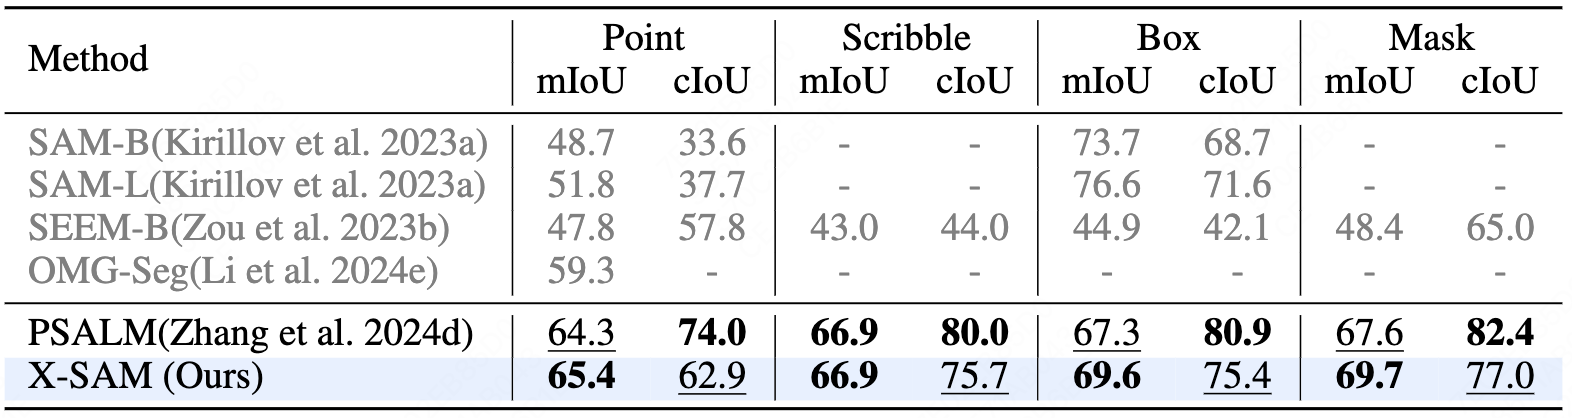 Method Point Scribble Box Mask
mIoU cIoU mIoU cIoU mIoU cIoU mIoU cIoU
SAM-B(Kirillov et al. 2023a) 48.7 33.6 - - 73.7 68.7 - -
SAM-L(Kirillov et al. 2023a) 51.8 37.7 - - 76.6 71.6 - -
SEEM-B(Zou et al. 2023b) 47.8 57.8 43.0 44.0 44.9 42.1 48.4 65.0
OMG-Seg(Li et al. 2024e) 59.3 - - - - - - -
PSALM(Zhang et al. 2024d) 64.3 74.0 66.9 80.0 67.3 80.9 67.6 82.4
X-SAM (Ours) 65.4 62.9 66.9 75.7 69.6 75.4 69.7 77.0